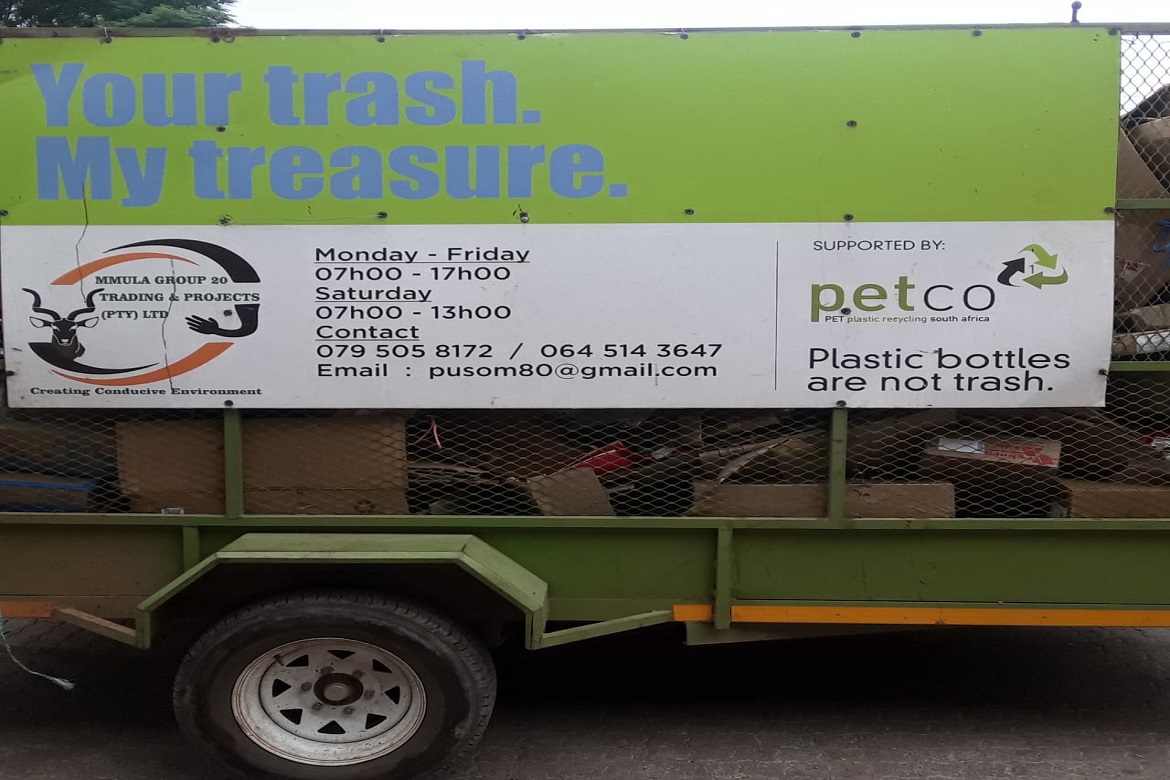 Your trash.
My treasure.
MMULA GROUP 20
TRADING & PROJECTS
(PTY) LTD
Creating Conducive Environment
Monday - Friday
07h00 - 17h00
Saturday
07h00 - 13h00
Contact
079 505 8172 / 064 514 3647
Email : pusom80@gmail.com
SUPPORTED BY:
1
petco
PET plastic recycling south africa
Plastic bottles
are not trash.